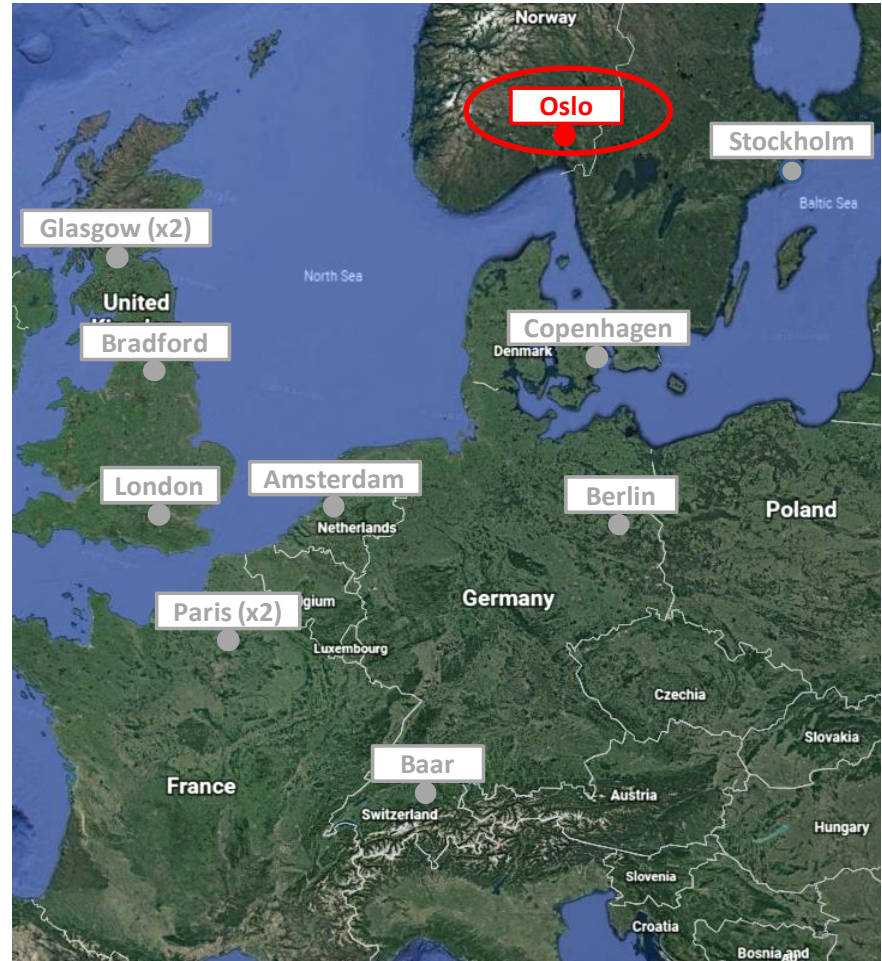 Norway
Oslo
Stockholm
Baltic Sea
Glasgow (x2)
North Sea
United
Bradford
Copenhagen
Denmark
London
Amsterdam
Netherlands
Berlin
Poland
Paris (x2)
gium
Germany
Luxembourg
Czechia
Slovakia
Baar
France
Switzerland
Austria
Hungary
Slovenia
Croatia
Bosnia and